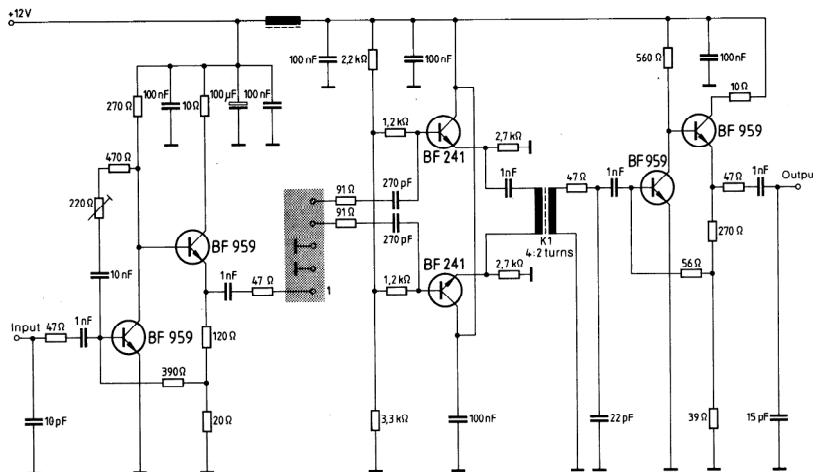 +12V
100 nF
2,2 kΩ
100 nF
560 Ω
100 nF
10 Ω
270 Ω
100 nF
10 Ω
100 µF
100 nF
1,2 kΩ
BF 241
2,7 kΩ
BF 959
470 Ω
220 Ω
91 Ω
270 pF
91 Ω
270 pF
1nF
47 Ω
1nF
BF 959
47 Ω
1nF
Output
BF 959
10 nF
1nF
47 Ω
1
BF 241
1,2 kΩ
2,7 kΩ
K1
4:2 turns
270 Ω
56 Ω
Input
47 Ω
1nF
BF 959
120 Ω
390 Ω
10 pF
20 Ω
3,3 kΩ
100 nF
22 pF
39 Ω
15 pF